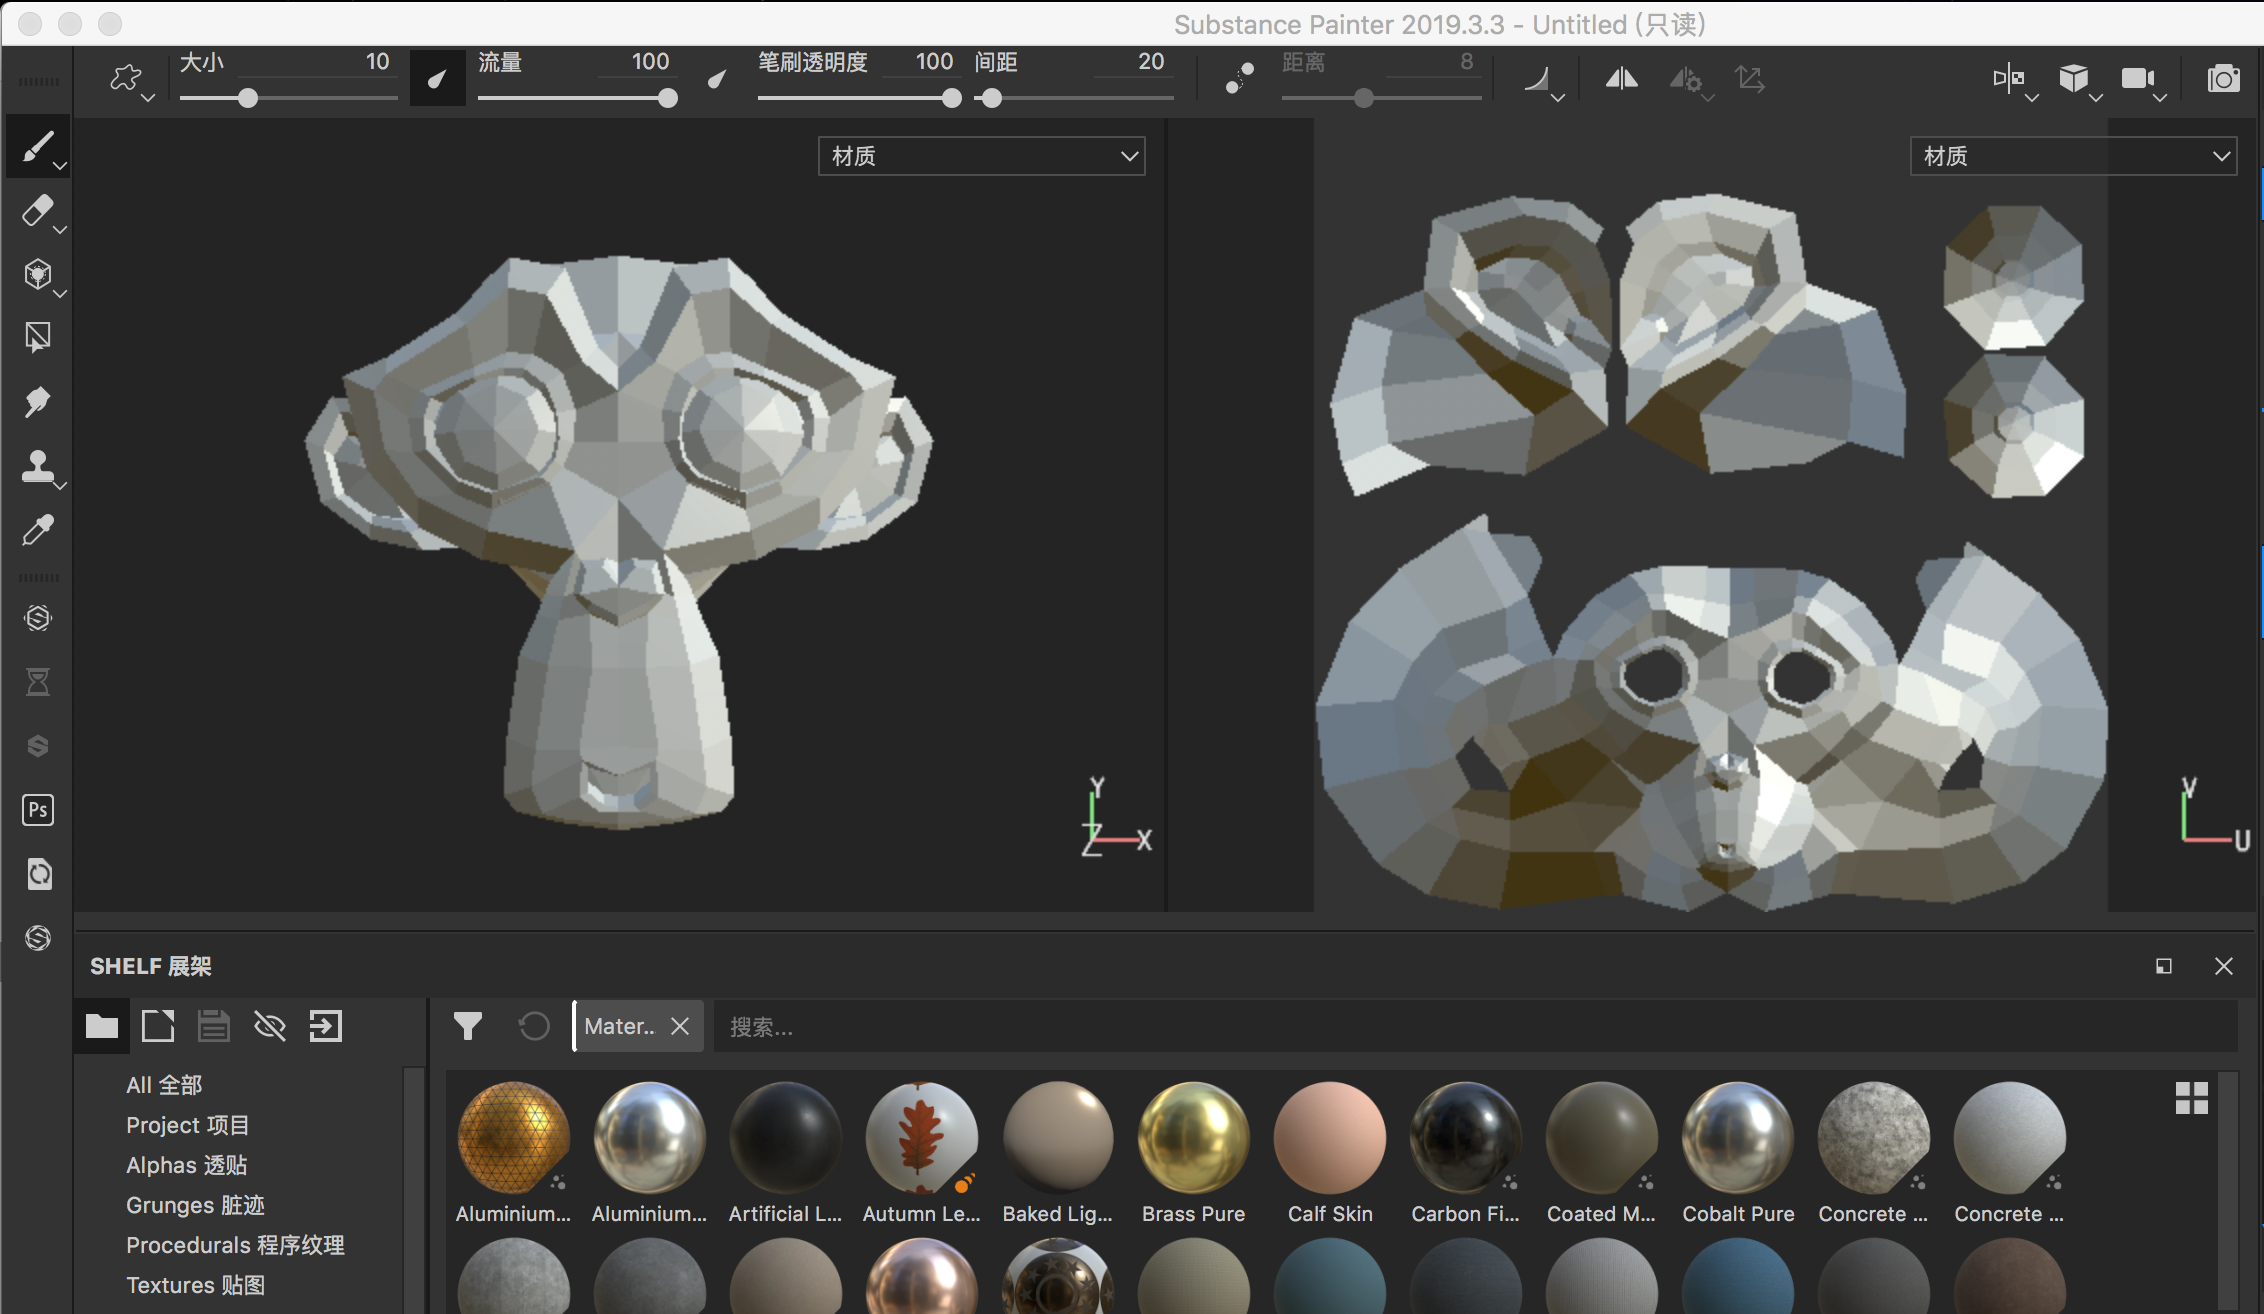 Substance Painter 2019.3.3 - Untitled (只读)
大小 10 流量 100 笔刷透明度 100 间距 20 距离 8
材质 材质
Y
Z X
V
U
Ps
SHELF 展架
Mater... 搜索...
All 全部
Project 项目
Alphas 透贴
Grunges 脏迹
Procedurals 程序纹理
Textures 贴图
Aluminium... Aluminium... Artificial L... Autumn Le... Baked Lig... Brass Pure Calf Skin Carbon Fi... Coated M... Cobalt Pure Concrete ... Concrete ...